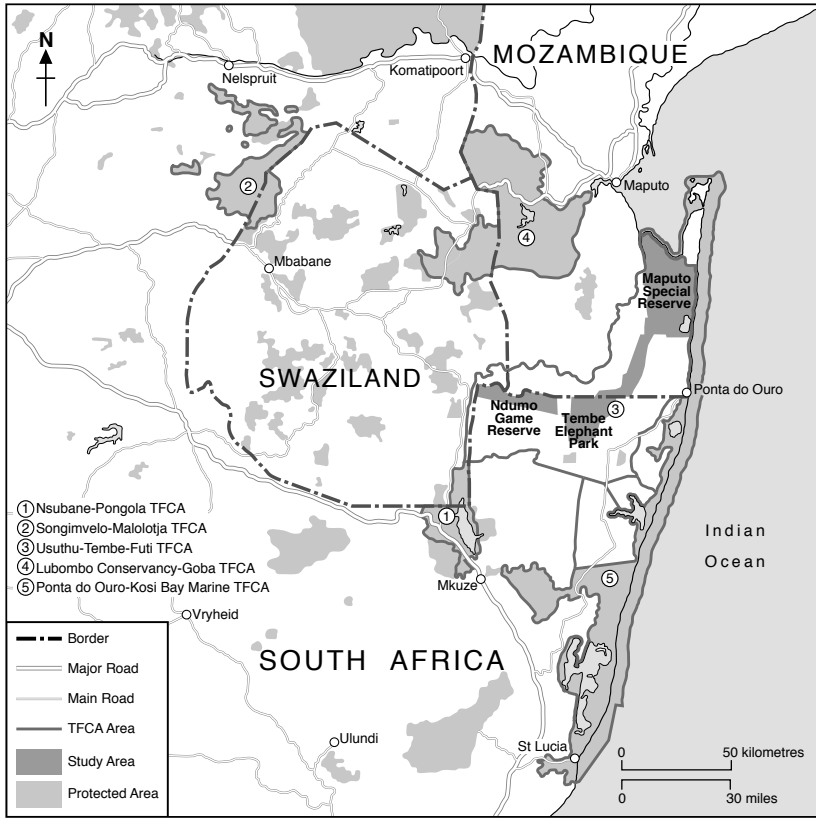 N
MOZAMBIQUE
Nelspruit
Komatipoort
Maputo
②
④
Mbabane
Maputo
Special
Reserve
SWAZILAND
Ponta do Ouro
Ndumo
Game
Reserve
Tembe
Elephant
Park
③
①Nsubane-Pongola TFCA
②Songimvelo-Malolotja TFCA
③Usuthu-Tembe-Futi TFCA
④Lubombo Conservancy-Goba TFCA
⑤Ponta do Ouro-Kosi Bay Marine TFCA
①
Indian
Ocean
⑤
Mkuze
Vryheid
SOUTH AFRICA
Border
Major Road
Main Road
TFCA Area
Study Area
Protected Area
Ulundi
St Lucia
0 50 kilometres
0 30 miles